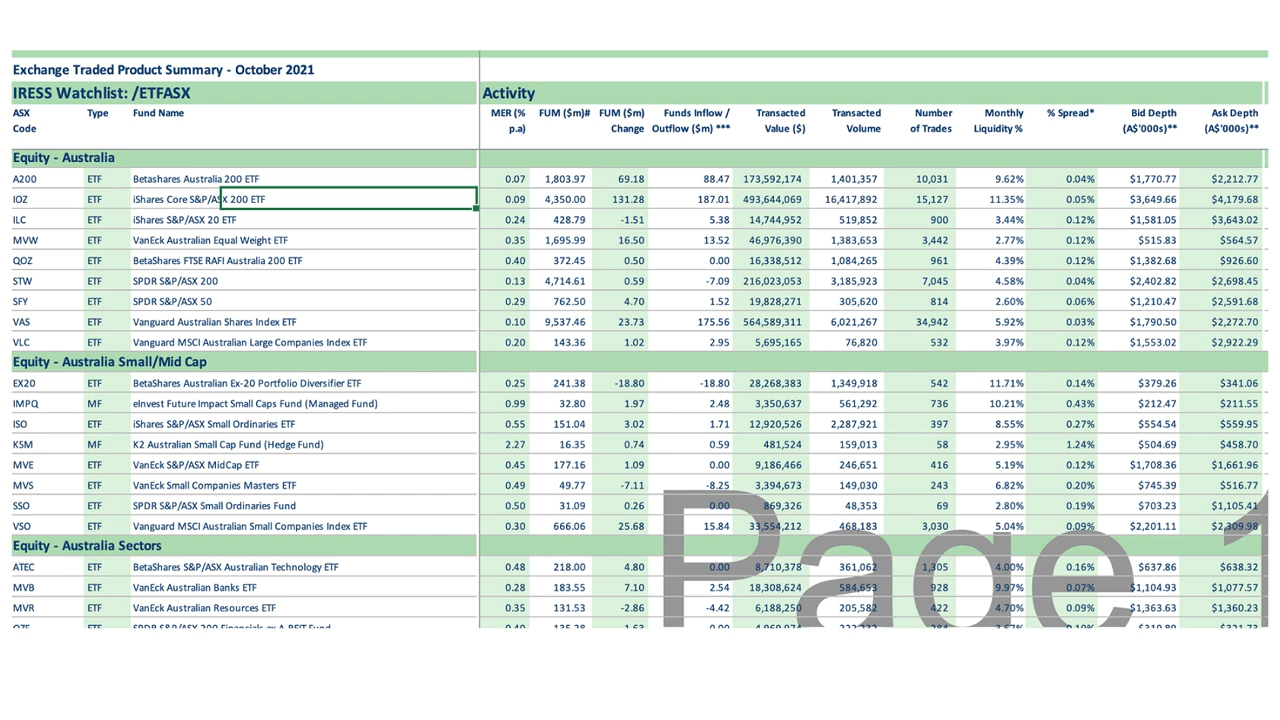 Exchange Traded Product Summary - October 2021
IRESS Watchlist: /ETFASX Activity
ASX Code Type Fund Name MER (% p.a) FUM ($m)# FUM ($m) Change Funds Inflow / Outflow ($m) *** Transacted Value ($) Transacted Volume Number of Trades Monthly Liquidity % % Spread* Bid Depth (A$'000s)** Ask Depth (A$'000s)**
Equity - Australia
A200 ETF Betashares Australia 200 ETF 0.07 1,803.97 69.18 88.47 173,592,174 1,401,357 10,031 9.62% 0.04% $1,770.77 $2,212.77
IOZ ETF iShares Core S&P/ASX 200 ETF 0.09 4,350.00 131.28 187.01 493,644,069 16,417,892 15,127 11.35% 0.05% $3,649.66 $4,179.68
ILC ETF iShares S&P/ASX 20 ETF 0.24 428.79 -1.51 5.38 14,744,952 519,852 900 3.44% 0.12% $1,581.05 $3,643.02
MVW ETF VanEck Australian Equal Weight ETF 0.35 1,695.99 16.50 13.52 46,976,390 1,383,653 3,442 2.77% 0.12% $515.83 $564.57
QOZ ETF BetaShares FTSE RAFI Australia 200 ETF 0.40 372.45 0.50 0.00 16,338,512 1,084,265 961 4.39% 0.12% $1,382.68 $926.60
STW ETF SPDR S&P/ASX 200 0.13 4,714.61 0.59 -7.09 216,023,053 3,185,923 7,045 4.58% 0.04% $2,402.82 $2,698.45
SFY ETF SPDR S&P/ASX 50 0.29 762.50 4.70 1.52 19,828,271 305,620 814 2.60% 0.06% $1,210.47 $2,591.68
VAS ETF Vanguard Australian Shares Index ETF 0.10 9,537.46 23.73 175.56 564,589,311 6,021,267 34,942 5.92% 0.03% $1,790.50 $2,272.70
VLC ETF Vanguard MSCI Australian Large Companies Index ETF 0.20 143.36 1.02 2.95 5,695,165 76,820 532 3.97% 0.12% $1,553.02 $2,922.29
Equity - Australia Small/Mid Cap
EX20 ETF BetaShares Australian Ex-20 Portfolio Diversifier ETF 0.25 241.38 -18.80 -18.80 28,268,383 1,349,918 542 11.71% 0.14% $379.26 $341.06
IMPQ MF eInvest Future Impact Small Caps Fund (Managed Fund) 0.99 32.80 1.97 2.48 3,350,637 561,292 736 10.21% 0.43% $212.47 $211.55
ISO ETF iShares S&P/ASX Small Ordinaries ETF 0.55 151.04 3.02 1.71 12,920,526 2,287,921 397 8.55% 0.27% $554.54 $559.95
KSM MF K2 Australian Small Cap Fund (Hedge Fund) 2.27 16.35 0.74 0.59 481,524 159,013 58 2.95% 1.24% $504.69 $458.70
MVE ETF VanEck S&P/ASX MidCap ETF 0.45 177.16 1.09 0.00 9,186,466 246,651 416 5.19% 0.12% $1,708.36 $1,661.96
MVS ETF VanEck Small Companies Masters ETF 0.49 49.77 -7.11 -8.25 3,394,673 149,030 243 6.82% 0.20% $745.39 $516.77
SSO ETF SPDR S&P/ASX Small Ordinaries Fund 0.50 31.09 0.26 0.00 869,326 48,353 69 2.80% 0.19% $703.23 $1,105.41
VSO ETF Vanguard MSCI Australian Small Companies Index ETF 0.30 666.06 25.68 15.84 33,554,212 468,183 3,030 5.04% 0.09% $2,201.11 $2,309.98
Equity - Australia Sectors
ATEC ETF BetaShares S&P/ASX Australian Technology ETF 0.48 218.00 4.80 0.00 8,710,378 361,062 1,305 4.00% 0.16% $637.86 $638.32
MVB ETF VanEck Australian Banks ETF 0.28 183.55 7.10 2.54 18,308,624 584,653 928 9.97% 0.07% $1,104.93 $1,077.57
MVR ETF VanEck Australian Resources ETF 0.35 131.53 -2.86 -4.42 6,188,250 205,582 422 4.70% 0.09% $1,363.63 $1,360.23
Page 1